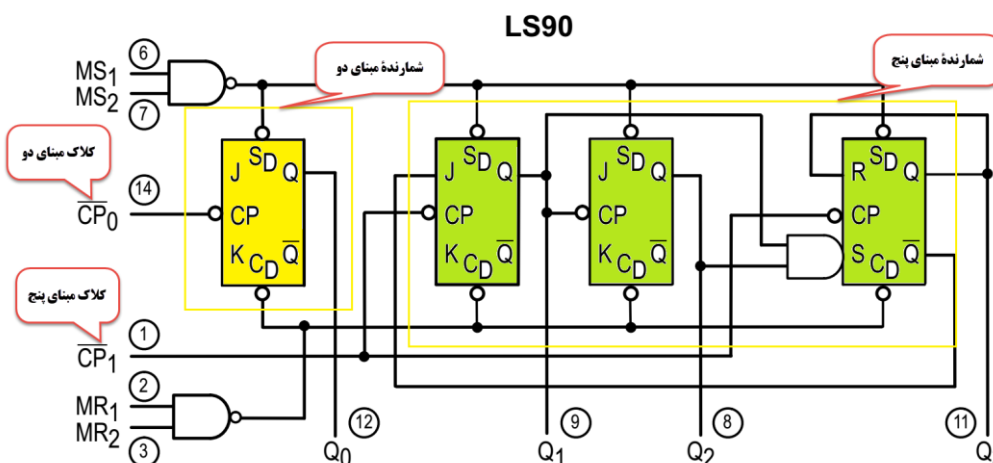 LS90
شمارندهٔ مبنای دو
شمارندهٔ مبنای پنج
کلاک مبنای دو
کلاک مبنای پنج
6
MS1
MS2
7
14
CP0
1
CP1
2
MR1
MR2
3
J SD Q
CP
K CD Q
J SD Q
CP
K CD Q
J SD Q
CP
K CD Q
R SD Q
CP
S CD Q
12
Q0
9
Q1
8
Q2
11
Q